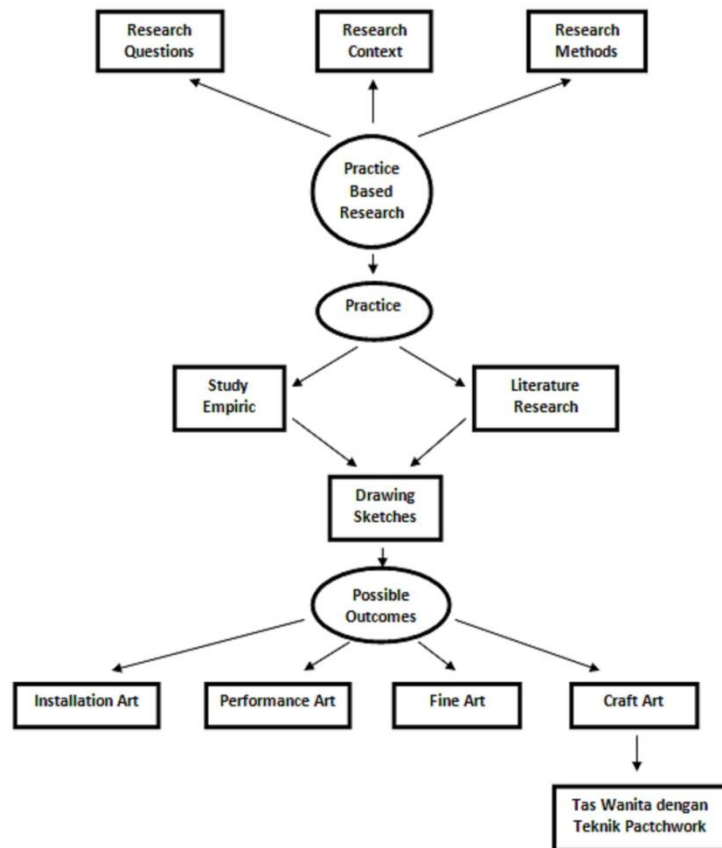 Research
Questions
Research
Context
Research
Methods
Practice
Based
Research
Practice
Study
Empiric
Literature
Research
Drawing
Sketches
Possible
Outcomes
Installation Art
Performance Art
Fine Art
Craft Art
Tas Wanita dengan
Teknik Pactchwork